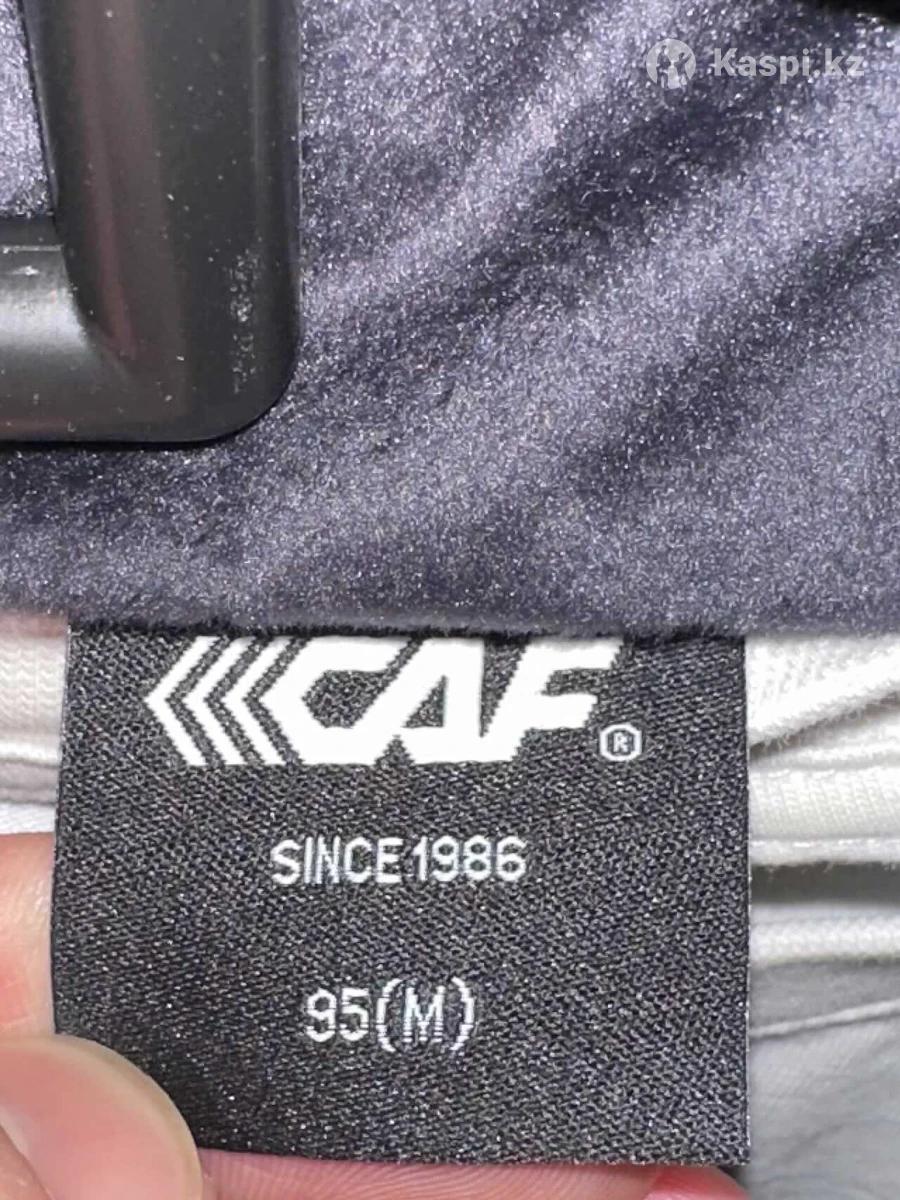 Kaspi.kz
CAF®
SINCE 1986
95(M)